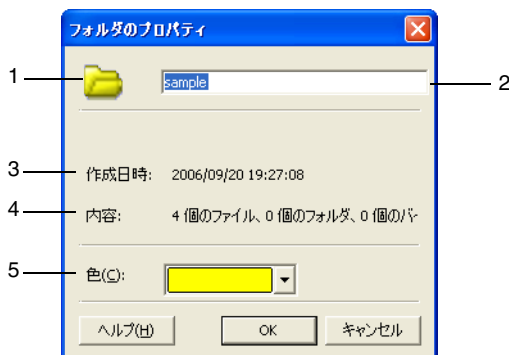 フォルダのプロパティ
1
sample
2
3
作成日時: 2006/09/20 19:27:08
4
内容: 4 個のファイル、0 個のフォルダ、0 個のバ
5
色(C):
ヘルプ(H) OK キャンセル